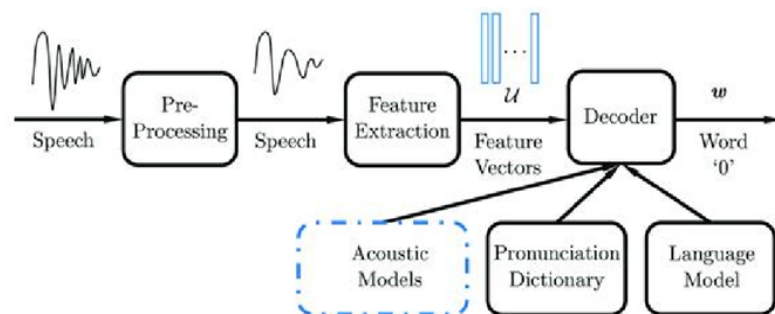 Speech
Pre-
Processing
Speech
Feature
Extraction
𝒰
Feature
Vectors
Decoder
w
Word
‘0’
Acoustic
Models
Pronunciation
Dictionary
Language
Model